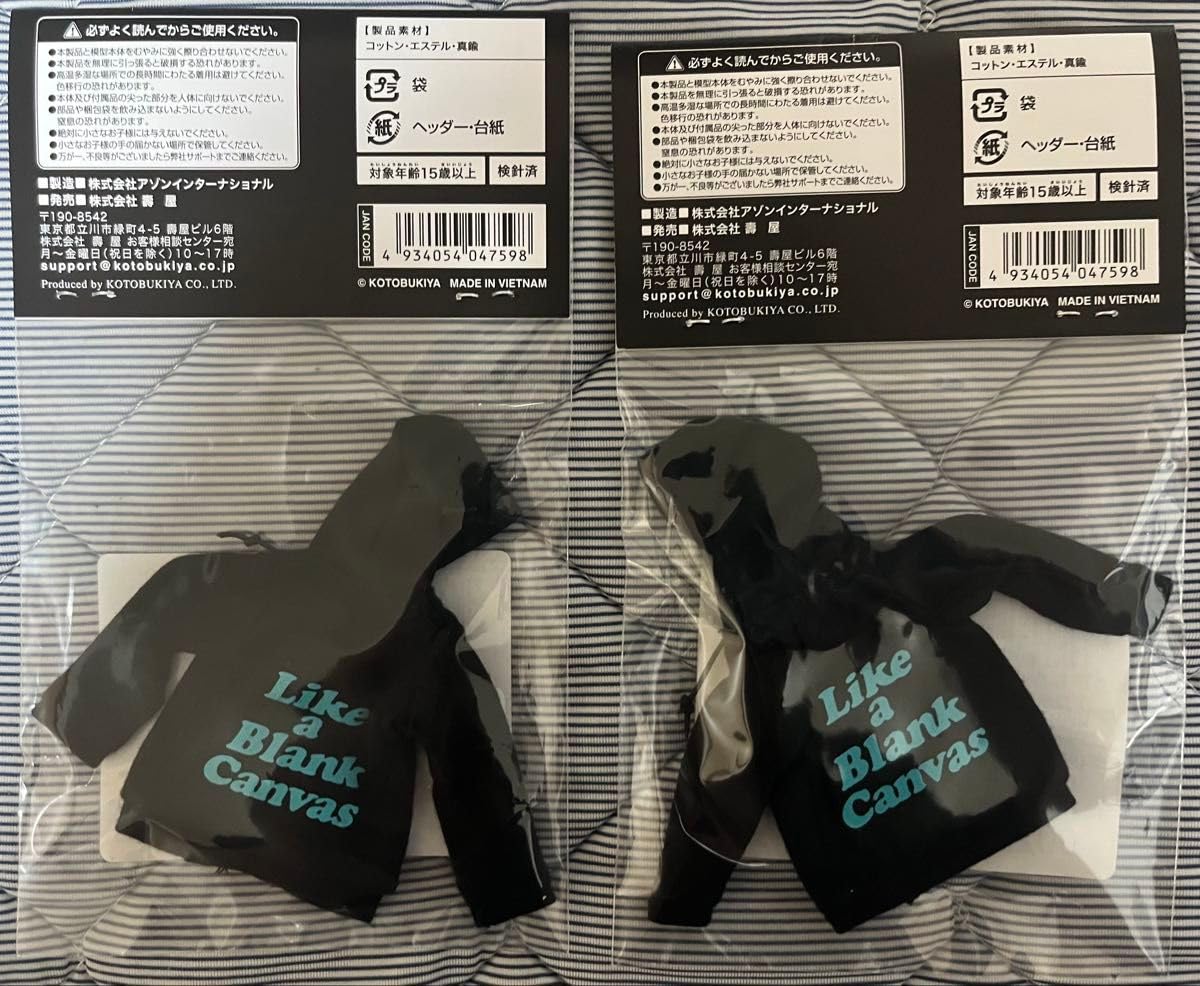 必ずよく読んでからご使用ください。
●本製品と模型本体をむやみに強く擦り合わせないでください。
●本製品を無理に引っ張ると破損する恐れがあります。
●高温多湿な場所での長時間にわたる着用は避けてください。
色移行の恐れがあります。
●本体及び付属品の尖った部分を人体に向けないでください。
●部品や梱包袋を飲み込まないようにしてください。
窒息の恐れがあります。
●絶対に小さなお子様には与えないでください。
●小さなお子様の手の届かない場所で保管してください。
●万が一、不良等がございましたら弊社サポートまでご連絡ください。
■製造■ 株式会社アゾンインターナショナル
■発売■ 株式会社 壽 屋
〒190-8542
東京都立川市緑町4-5 壽屋ビル6階
株式会社 壽 屋 お客様相談センター宛
月～金曜日(祝日を除く)10～17時
support@kotobukiya.co.jp
Produced by KOTOBUKIYA CO., LTD.
【製品素材】
コットン・エステル・真鍮
プラ 袋
紙 ヘッダー・台紙
対象年齢15歳以上 検針済
JAN CODE
4 934054 047598
© KOTOBUKIYA MADE IN VIETNAM
Like
a
Blank
Canvas
必ずよく読んでからご使用ください。
●本製品と模型本体をむやみに強く擦り合わせないでください。
●本製品を無理に引っ張ると破損する恐れがあります。
●高温多湿な場所での長時間にわたる着用は避けてください。
色移行の恐れがあります。
●本体及び付属品の尖った部分を人体に向けないでください。
●部品や梱包袋を飲み込まないようにしてください。
窒息の恐れがあります。
●絶対に小さなお子様には与えないでください。
●小さなお子様の手の届かない場所で保管してください。
●万が一、不良等がございましたら弊社サポートまでご連絡ください。
■製造■ 株式会社アゾンインターナショナル
■発売■ 株式会社 壽 屋
〒190-8542
東京都立川市緑町4-5 壽屋ビル6階
株式会社 壽 屋 お客様相談センター宛
月～金曜日(祝日を除く)10～17時
support@kotobukiya.co.jp
Produced by KOTOBUKIYA CO., LTD.
【製品素材】
コットン・エステル・真鍮
プラ 袋
紙 ヘッダー・台紙
対象年齢15歳以上 検針済
JAN CODE
4 934054 047598
© KOTOBUKIYA MADE IN VIETNAM
Like
a
Blank
Canvas